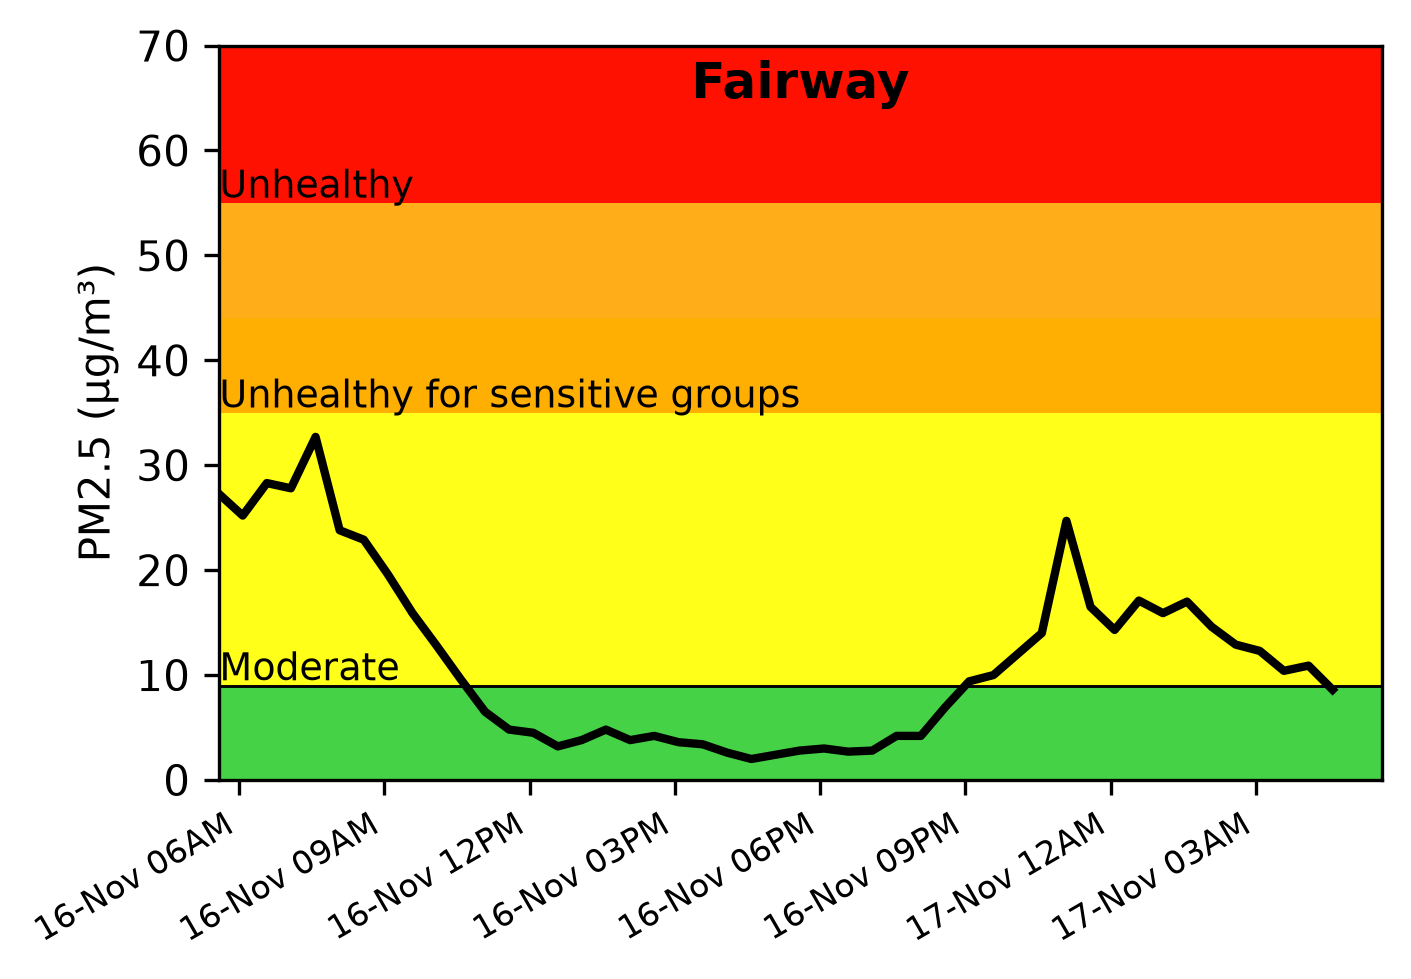 Fairway
70
60
50
40
30
20
10
0
PM2.5 (µg/m³)
Unhealthy
Unhealthy for sensitive groups
Moderate
16-Nov 06AM
16-Nov 09AM
16-Nov 12PM
16-Nov 03PM
16-Nov 06PM
16-Nov 09PM
17-Nov 12AM
17-Nov 03AM